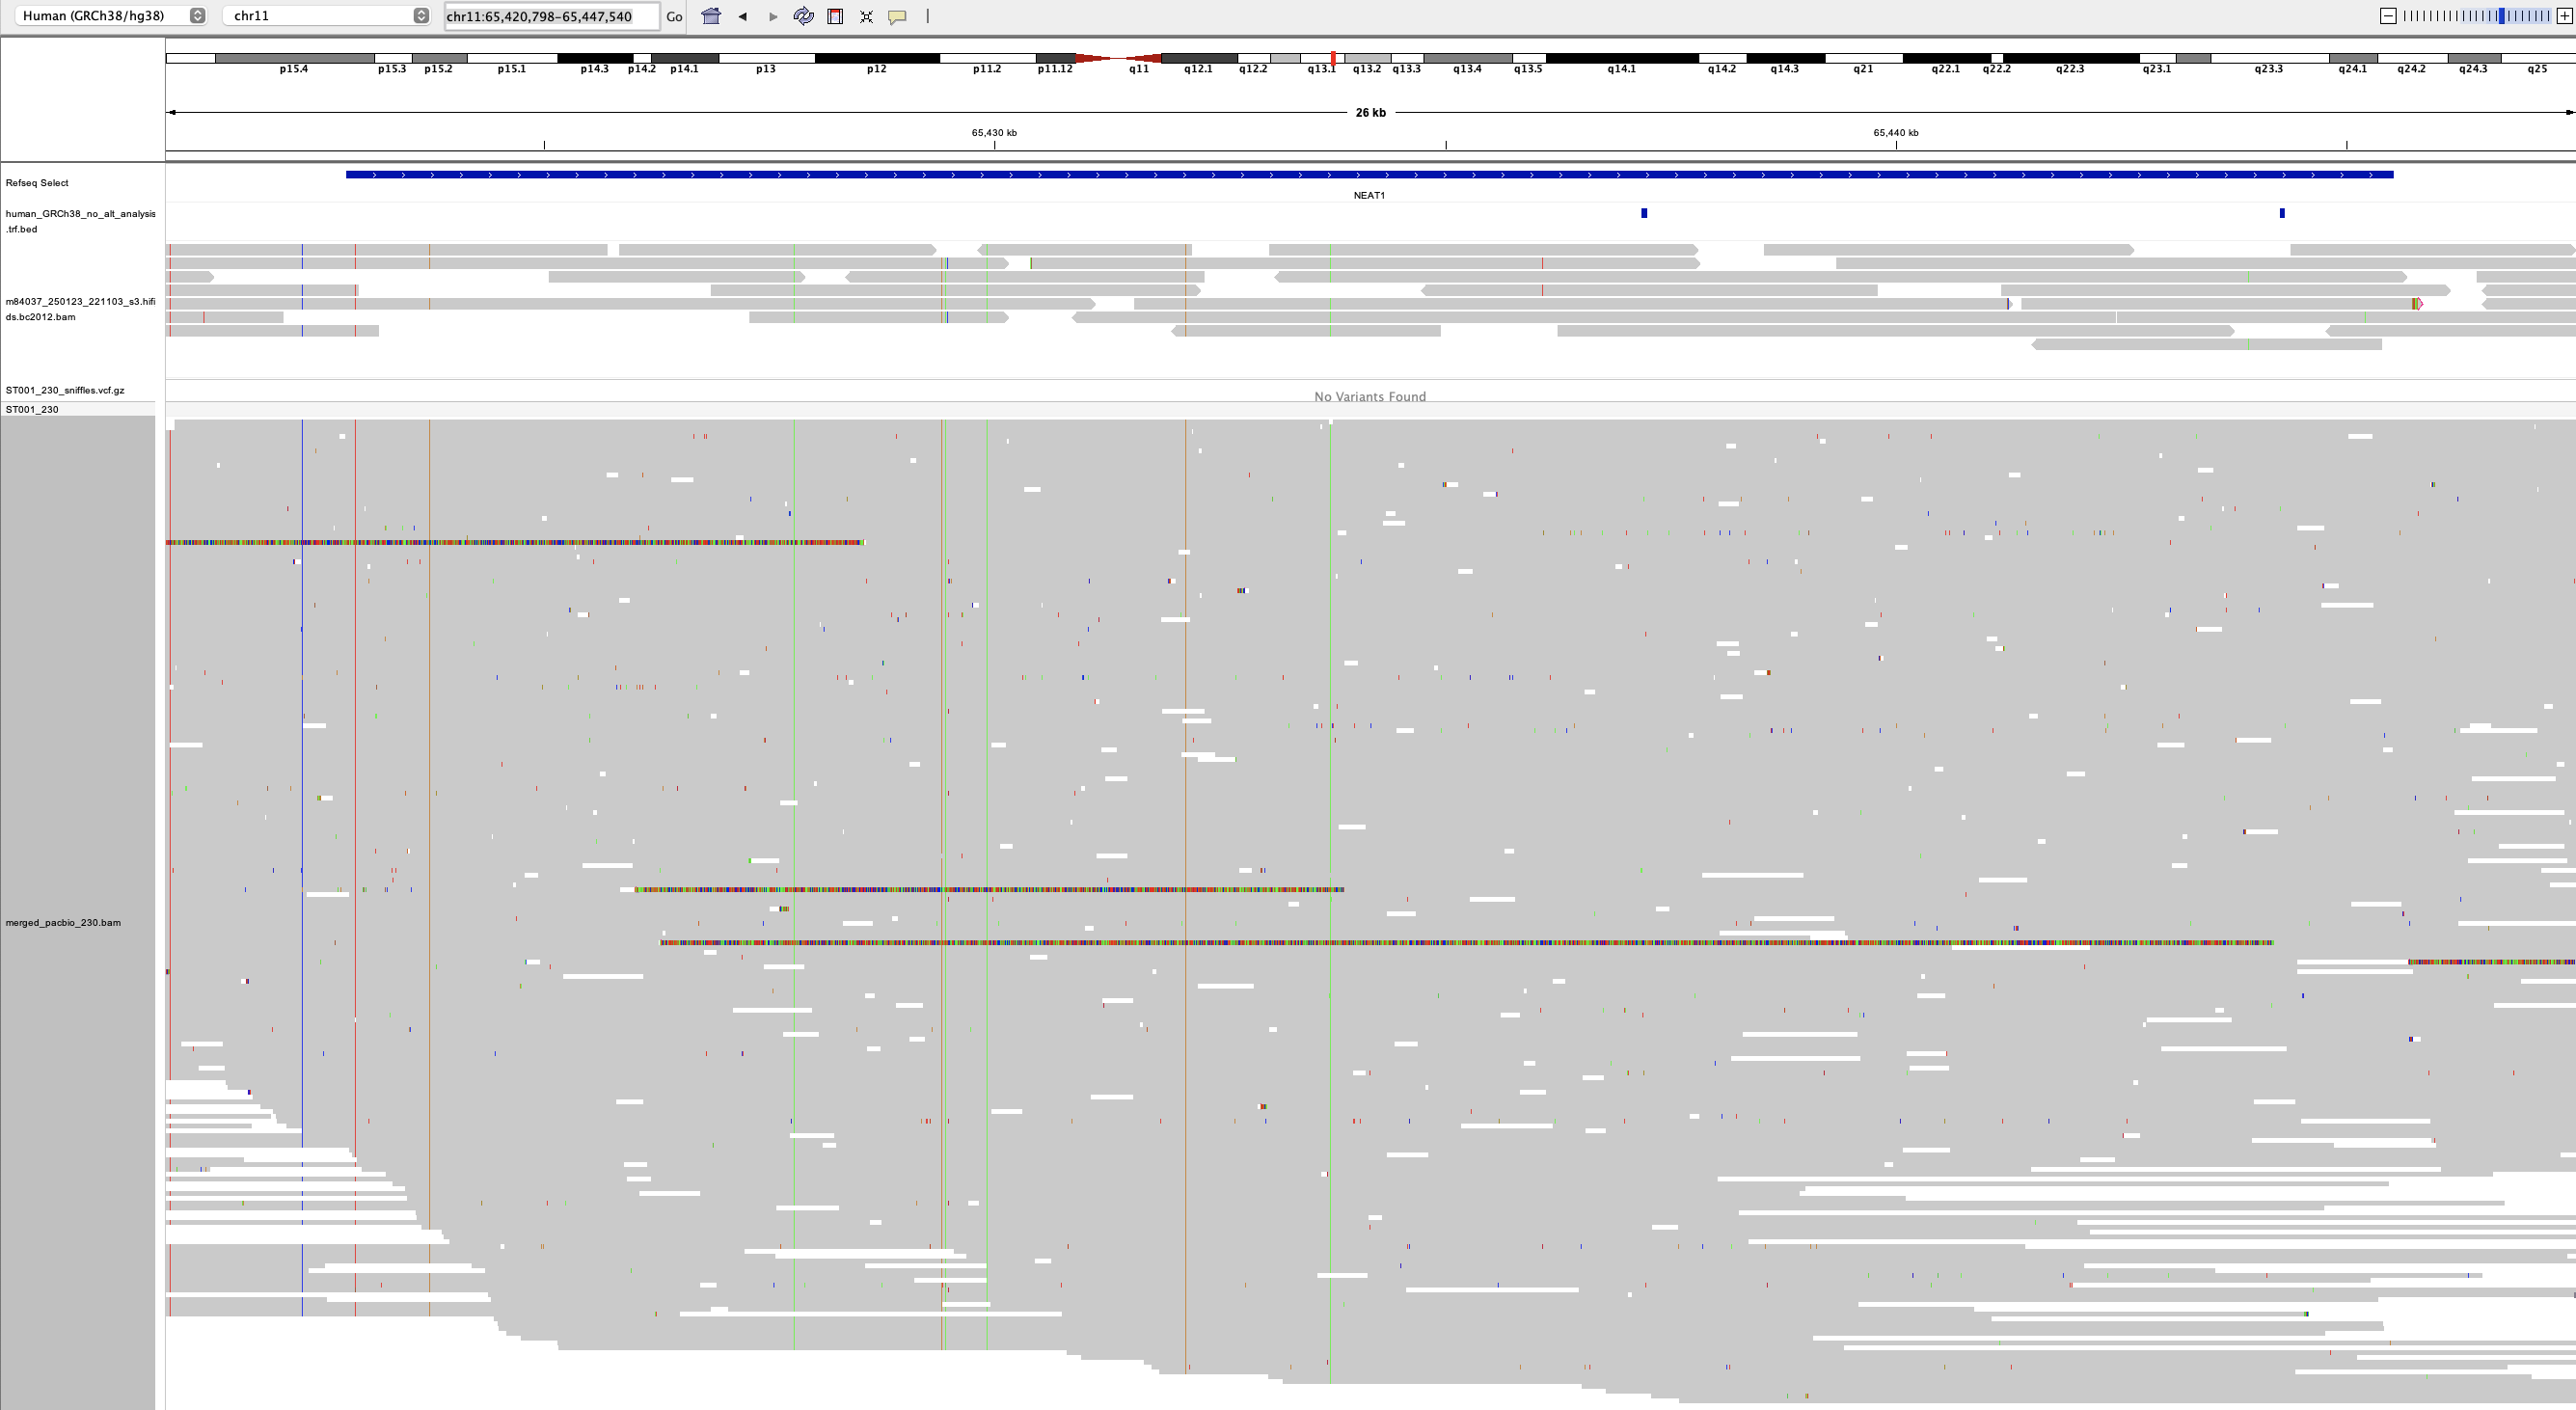 Human (GRCh38/hg38) chr11 chr11:65,420,798-65,447,540 Go
p15.4 p15.3 p15.2 p15.1 p14.3 p14.2 p14.1 p13 p12 p11.2 p11.12 q11 q12.1 q12.2 q13.1 q13.2 q13.3 q13.4 q13.5 q14.1 q14.2 q14.3 q21 q22.1 q22.2 q22.3 q23.1 q23.3 q24.1 q24.2 q24.3 q25
26 kb
65,430 kb 65,440 kb
Refseq Select
NEAT1
human_GRCh38_no_alt_analysis
.trf.bed
m84037_250123_221103_s3.hifi
ds.bc2012.bam
ST001_230_sniffles.vcf.gz
No Variants Found
ST001_230
merged_pacbio_230.bam